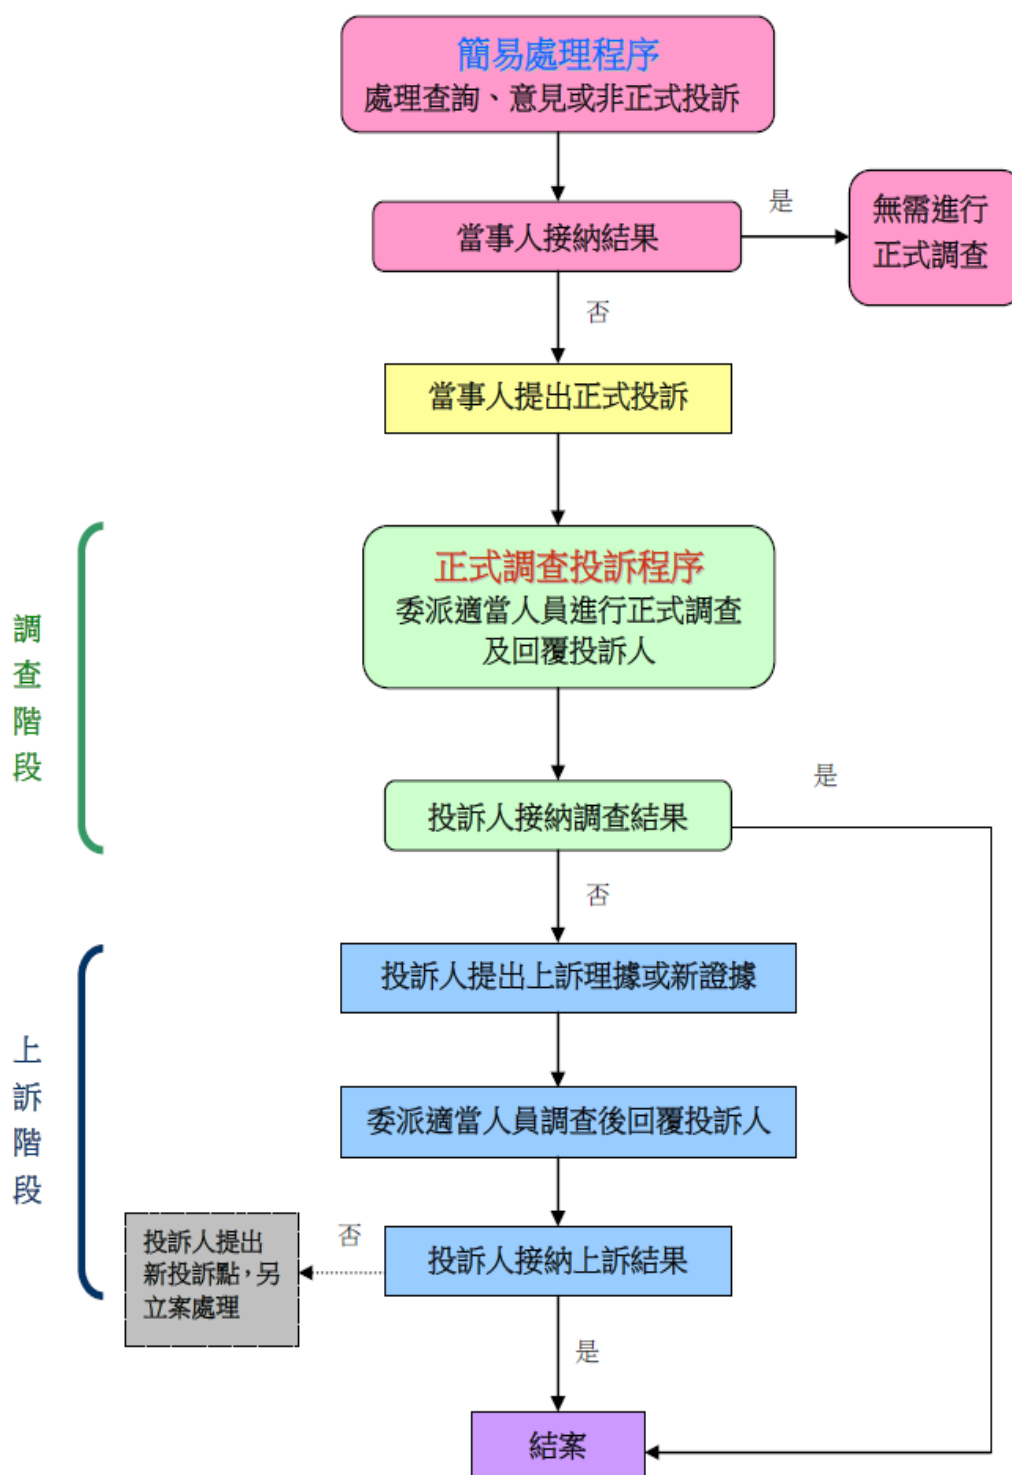 簡易處理程序
處理查詢、意見或非正式投訴
當事人接納結果
是
無需進行
正式調查
否
當事人提出正式投訴
調查階段
正式調查投訴程序
委派適當人員進行正式調查
及回覆投訴人
投訴人接納調查結果
是
否
上訴階段
投訴人提出上訴理據或新證據
委派適當人員調查後回覆投訴人
投訴人接納上訴結果
否
投訴人提出
新投訴點，另
立案處理
是
結案